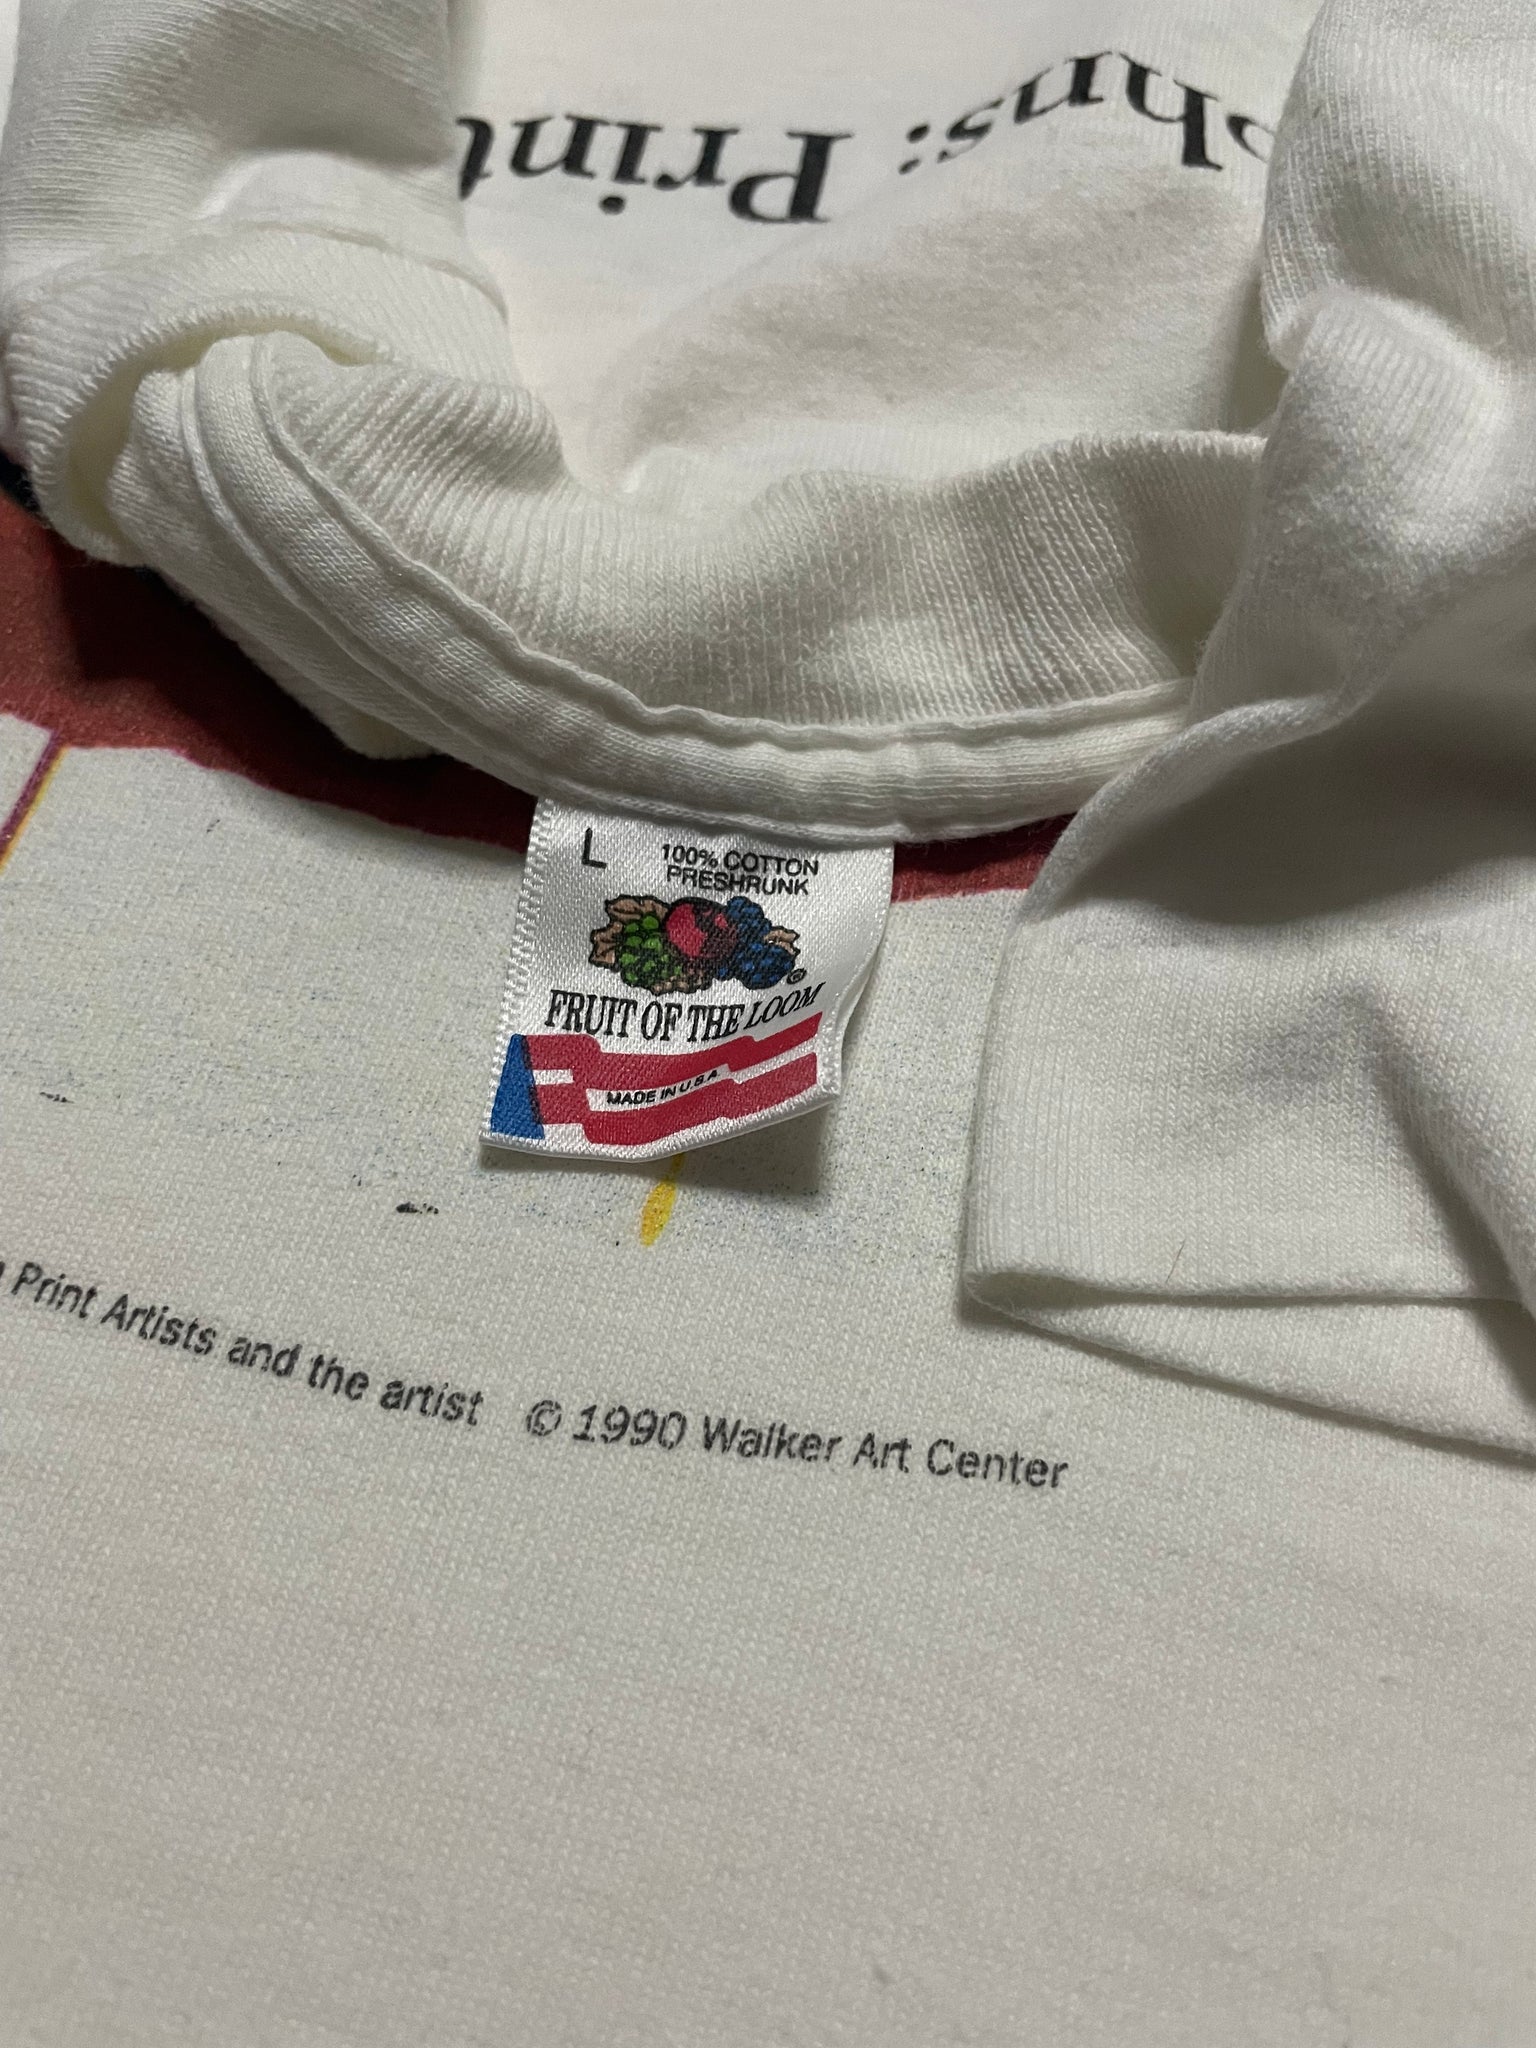 ohns: Print
L
100% COTTON
PRESHRUNK
®
FRUIT OF THE LOOM
MADE IN U.S.A
Print Artists and the artist © 1990 Walker Art Center